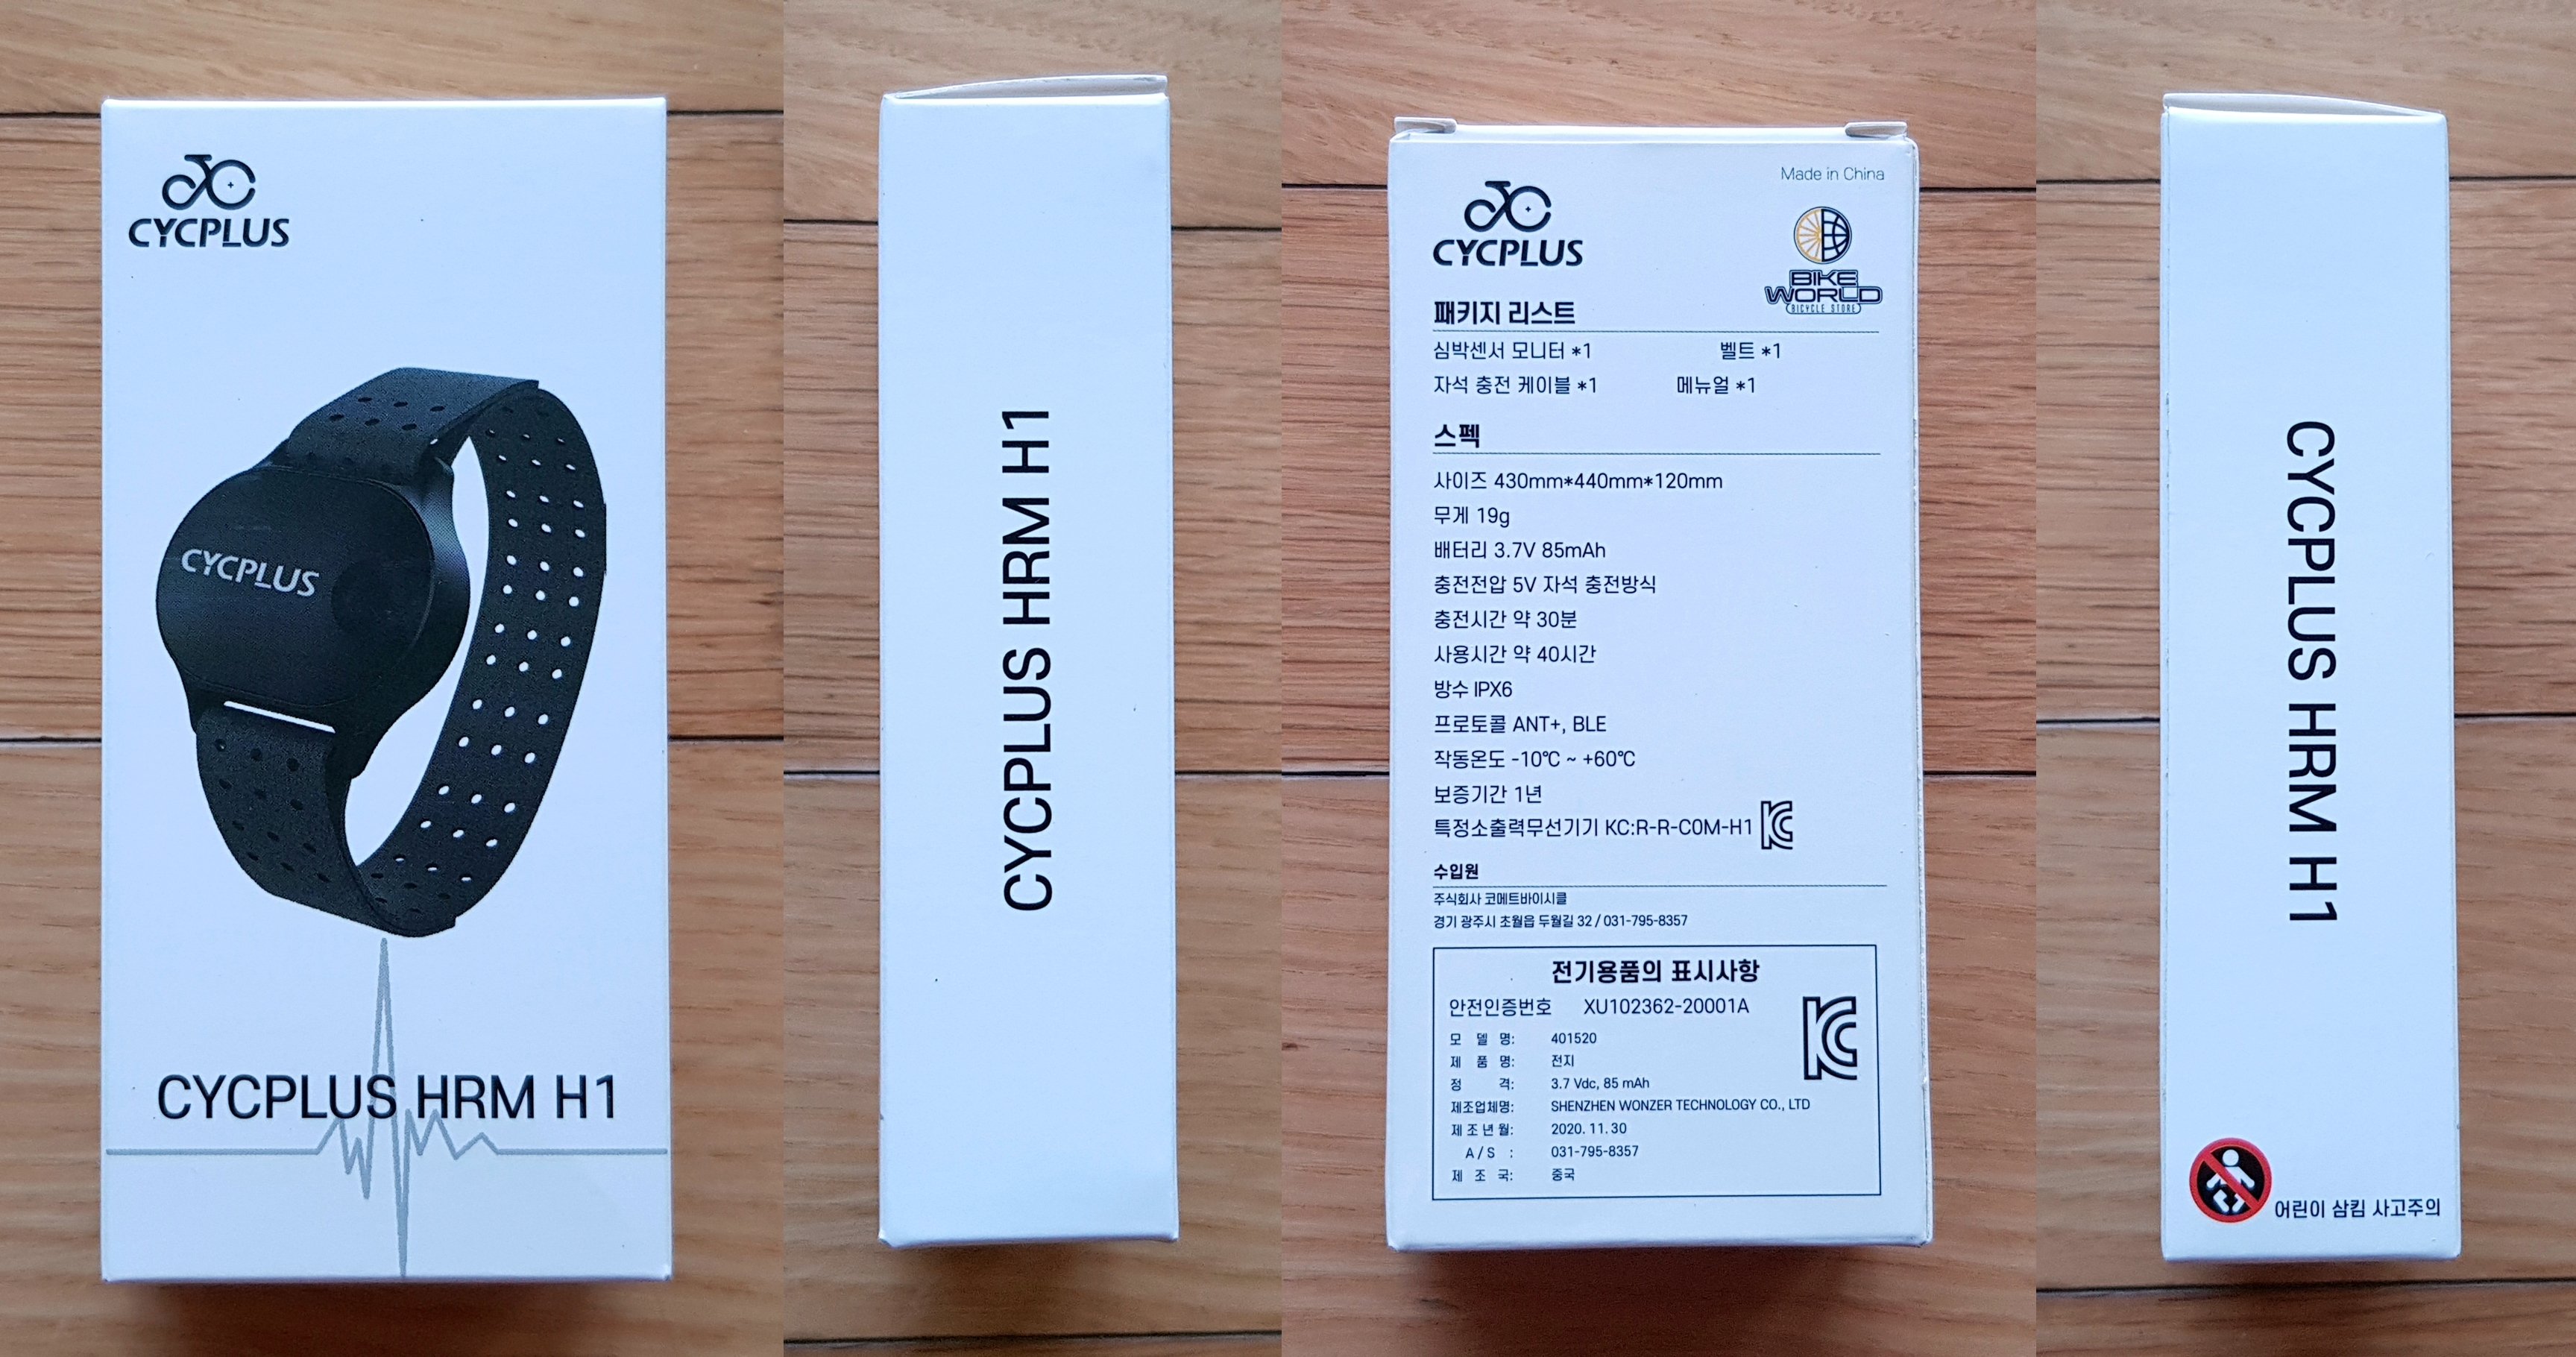 CYCPLUS
CYCPLUS
CYCPLUS HRM H1
CYCPLUS HRM H1
Made in China
CYCPLUS
BIKE
WORLD
BICYCLE STORE
패키지 리스트
심박센서 모니터 *1 벨트 *1
자석 충전 케이블 *1 메뉴얼 *1
스펙
사이즈 430mm*440mm*120mm
무게 19g
배터리 3.7V 85mAh
충전전압 5V 자석 충전방식
충전시간 약 30분
사용시간 약 40시간
방수 IPX6
프로토콜 ANT+, BLE
작동온도 -10℃ ~ +60℃
보증기간 1년
특정소출력무선기기 KC:R-R-C0M-H1
수입원
주식회사 코메트바이시클
경기 광주시 초월읍 두월길 32 / 031-795-8357
전기용품의 표시사항
안전인증번호 XU102362-20001A
모 델 명: 401520
제 품 명: 전지
정 격: 3.7 Vdc, 85 mAh
제조업체명: SHENZHEN WONZER TECHNOLOGY CO., LTD
제 조 년 월: 2020. 11. 30
A / S : 031-795-8357
제 조 국: 중국
CYCPLUS HRM H1
어린이 삼킴 사고주의